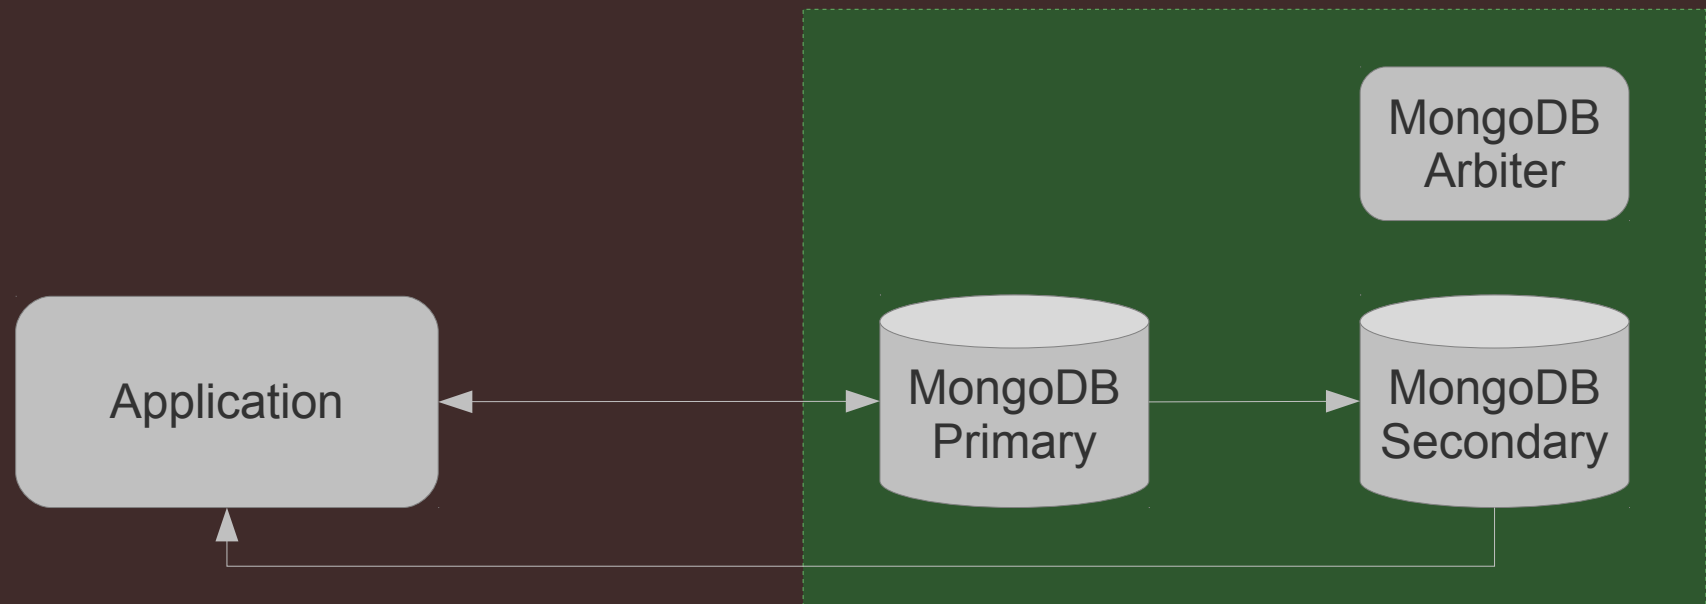 MongoDB
Arbiter
Application
MongoDB
Primary
MongoDB
Secondary